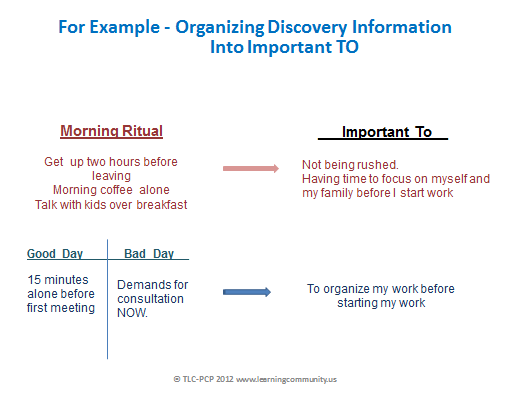 For Example - Organizing Discovery Information
Into Important TO
Morning Ritual
Get up two hours before
leaving
Morning coffee alone
Talk with kids over breakfast
Important To
Not being rushed.
Having time to focus on myself and
my family before I start work
Good Day
15 minutes
alone before
first meeting
Bad Day
Demands for
consultation
NOW.
To organize my work before
starting my work
© TLC-PCP 2012 www.learningcommunity.us